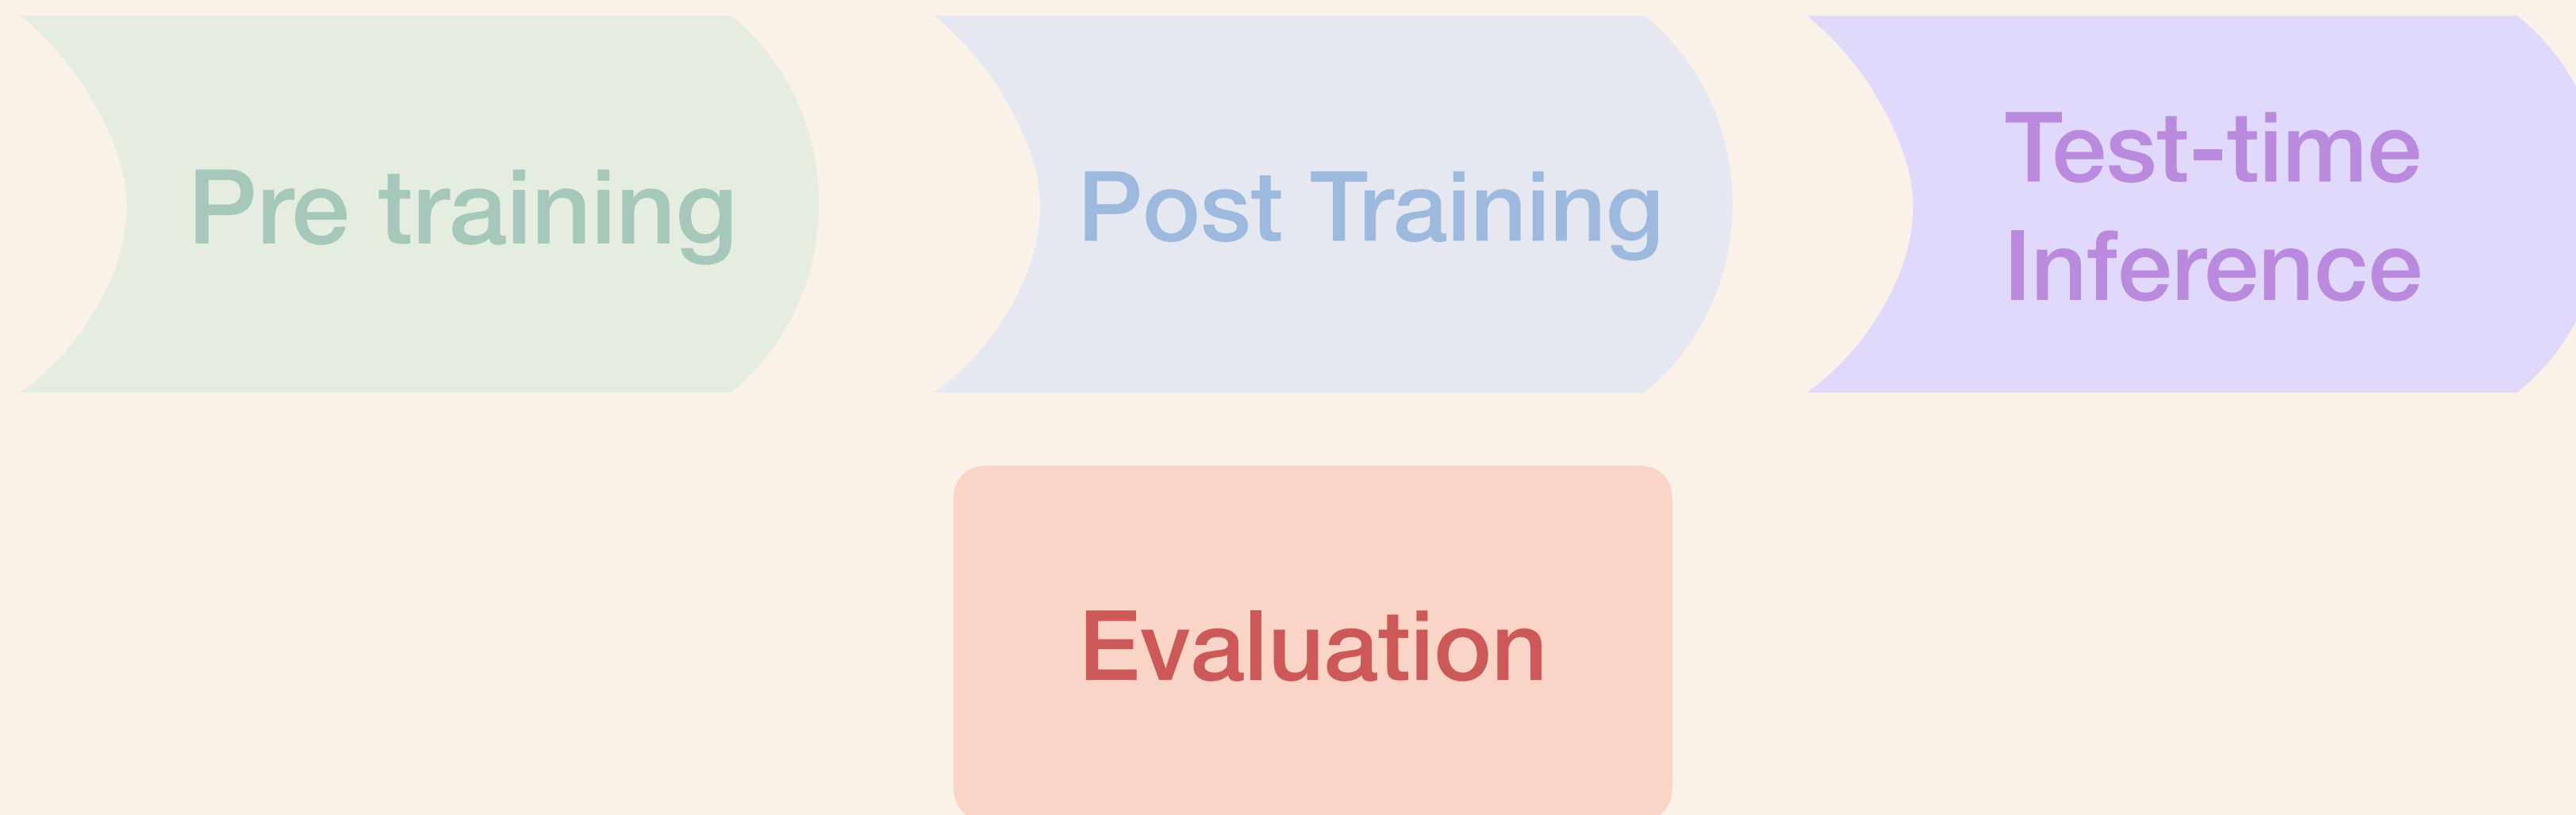 Pre training
Post Training
Test-time
Inference
Evaluation